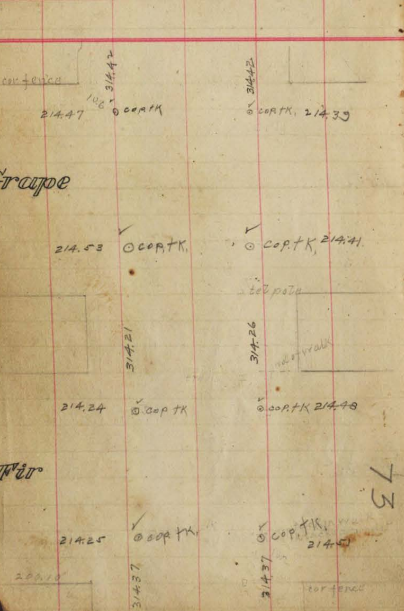 314.42 314.42
cor fence
214.47 cop tk cop tk. 214.39
Grape
214.53 cop. tk. cop. tk. 214.41
tel pole
314.21 314.26
214.24 cop tk cop. tk 214.48
Fir
73
214.25 cop. tk. cop. tk.
314.37 314.37
cor fence